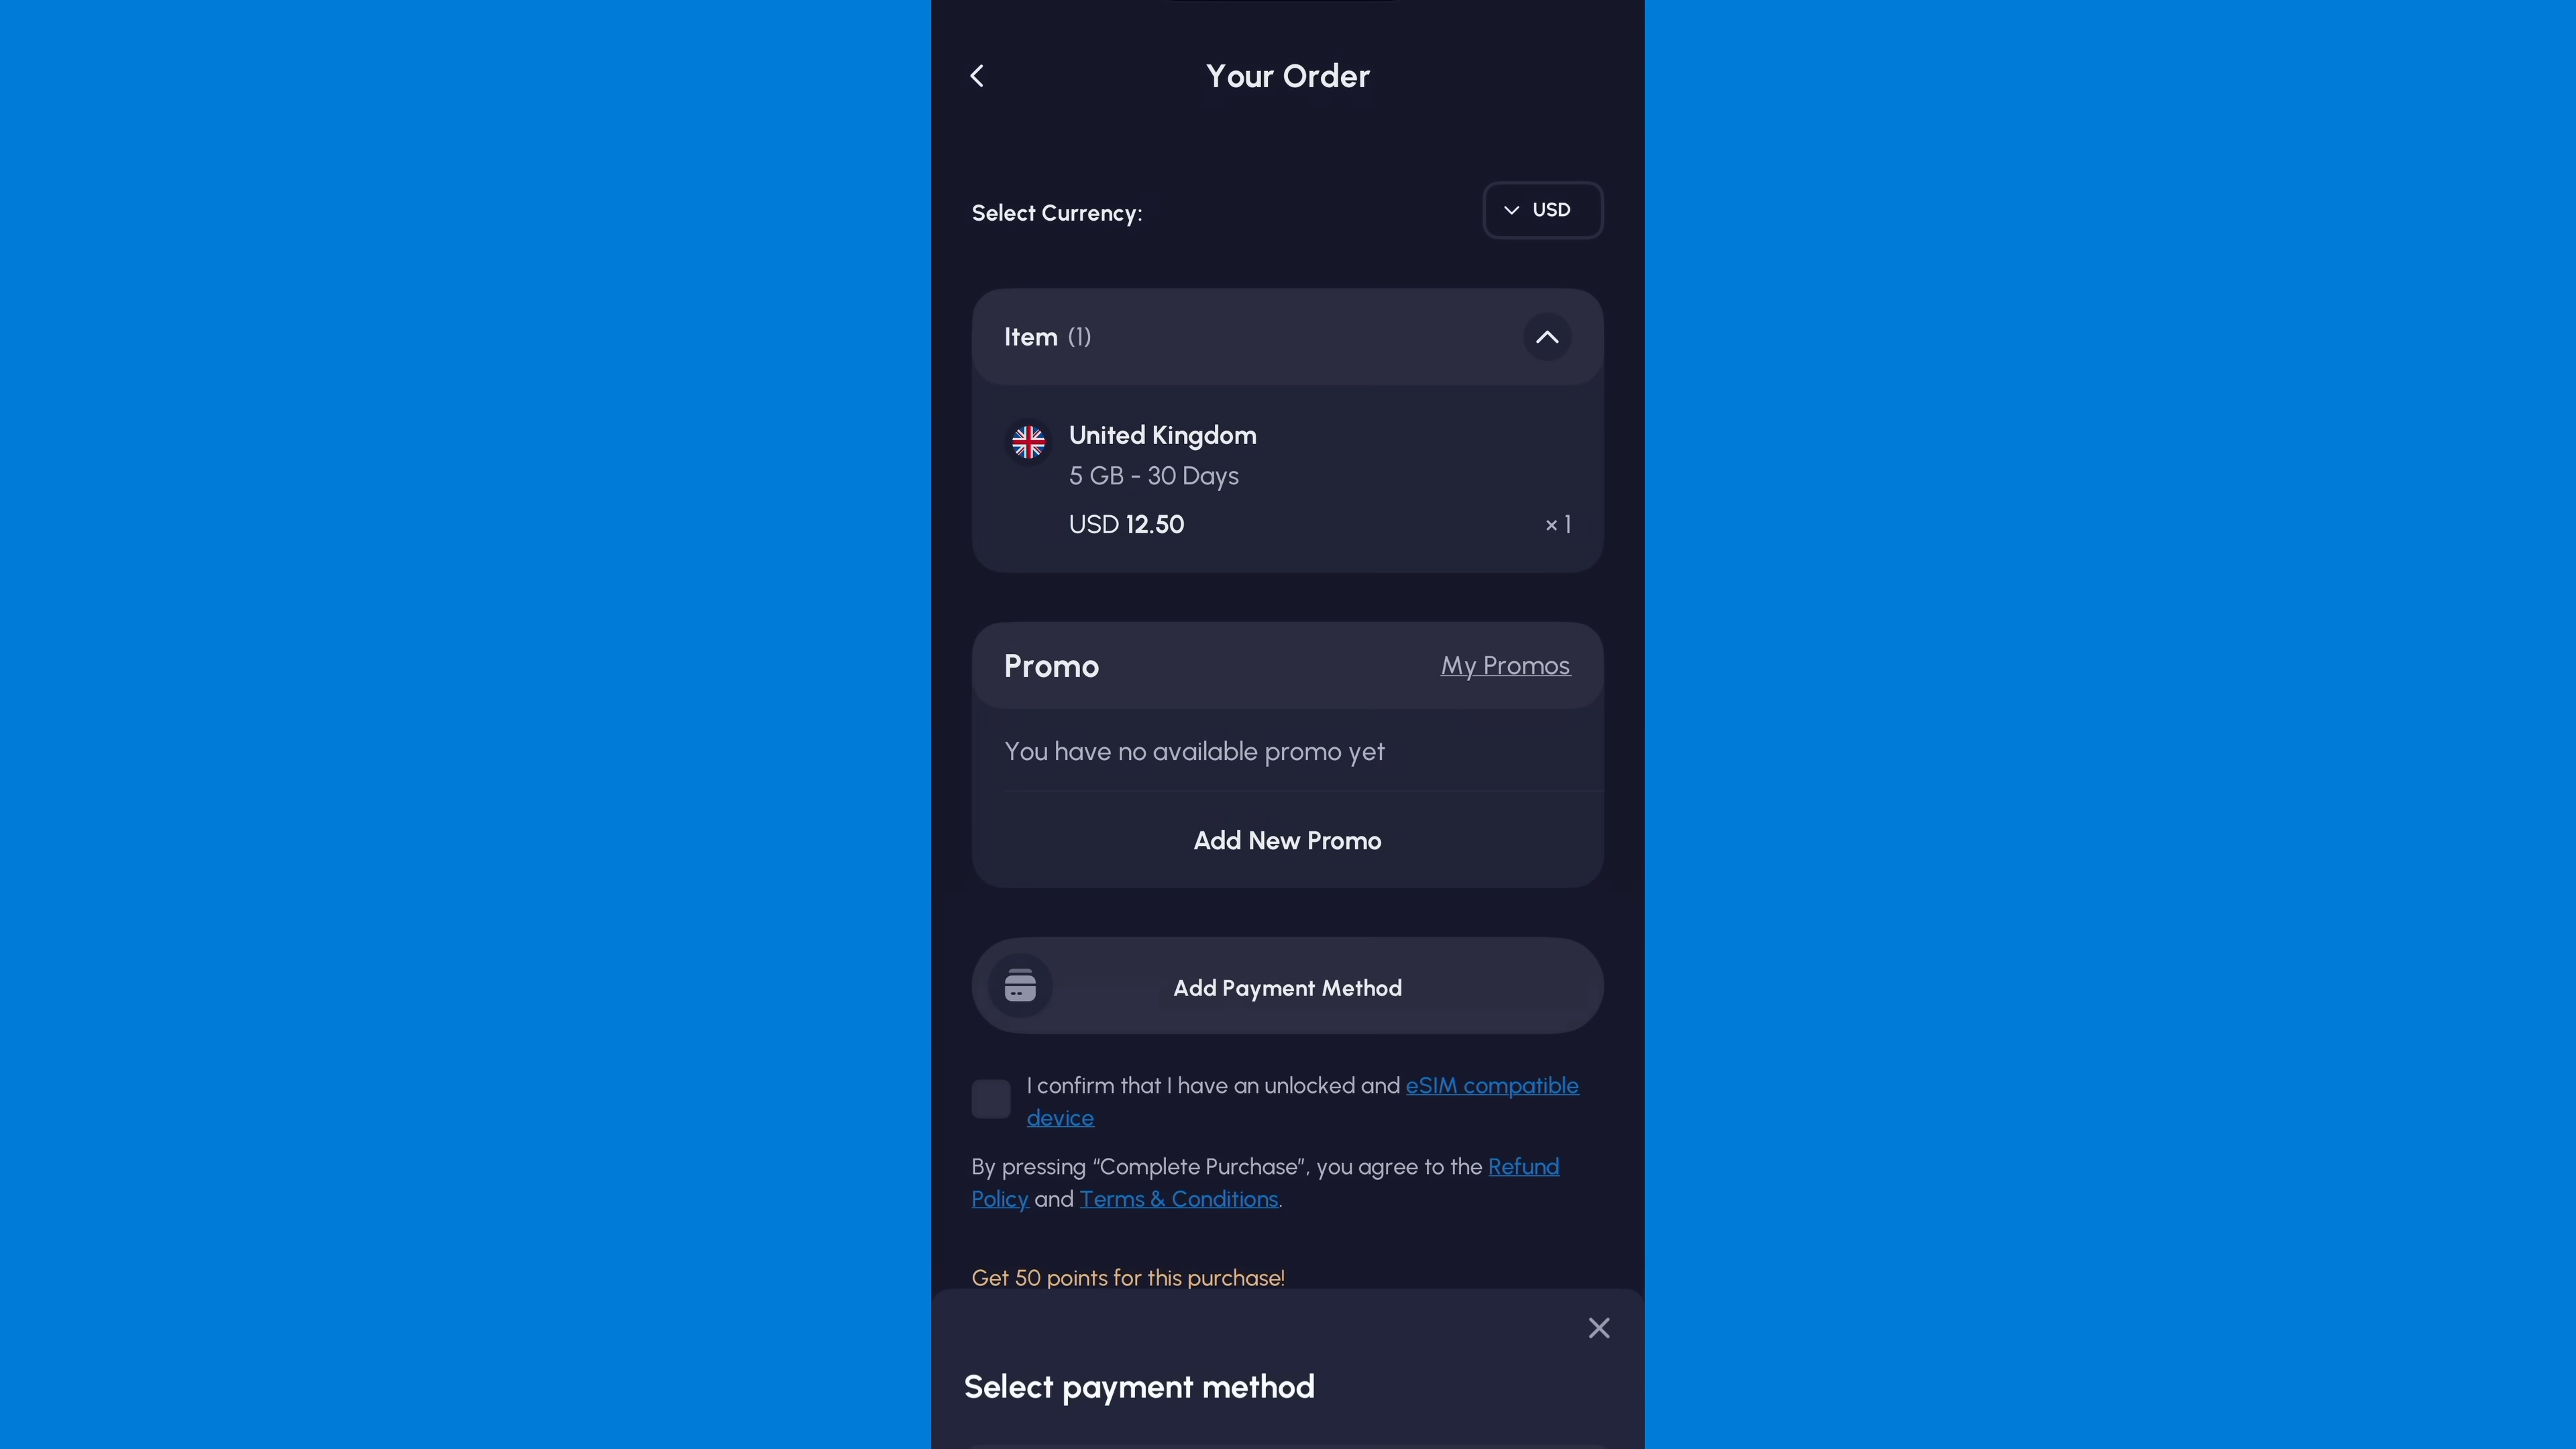 Your Order
Select Currency:
USD
Item (1)
United Kingdom
5 GB - 30 Days
USD 12.50
× 1
Promo
My Promos
You have no available promo yet
Add New Promo
Add Payment Method
I confirm that I have an unlocked and eSIM compatible
device
By pressing “Complete Purchase”, you agree to the Refund
Policy and Terms & Conditions.
Get 50 points for this purchase!
Select payment method